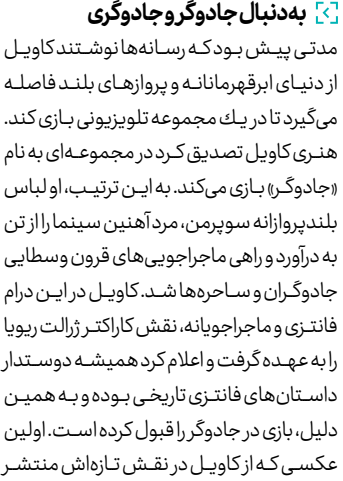 به‌دنبال جادوگر و جادوگری
مدتی پیش بود که رسانه‌ها نوشتند کاویل
از دنیای ابرقهرمانانه و پروازهای بلند فاصله
می‌گیرد تا در یك مجموعه تلویزیونی بازی کند.
هنری کاویل تصدیق کرد در مجموعه‌ای به نام
«جادوگر» بازی می‌کند. به این ترتیب، او لباس
بلندپروازانه سوپرمن، مرد آهنین سینما را از تن
به درآورد و راهی ماجراجویی‌های قرون وسطایی
جادوگران و ساحره‌ها شد. کاویل در این درام
فانتزی و ماجراجویانه، نقش کاراکتر ژرالت ریویا
را به عهده گرفت و اعلام کرد همیشه دوستدار
داستان‌های فانتزی تاریخی بوده و به همین
دلیل، بازی در جادوگر را قبول کرده است. اولین
عکسی که از کاویل در نقش تازه‌اش منتشر